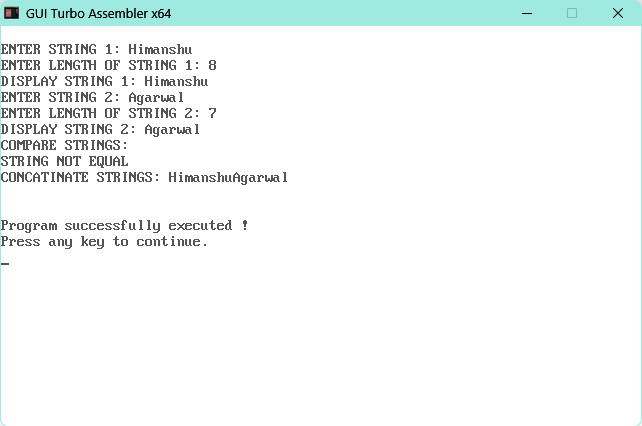 GUI Turbo Assembler x64
ENTER STRING 1: Himanshu
ENTER LENGTH OF STRING 1: 8
DISPLAY STRING 1: Himanshu
ENTER STRING 2: Agarwal
ENTER LENGTH OF STRING 2: 7
DISPLAY STRING 2: Agarwal
COMPARE STRINGS:
STRING NOT EQUAL
CONCATINATE STRINGS: HimanshuAgarwal
Program successfully executed !
Press any key to continue.